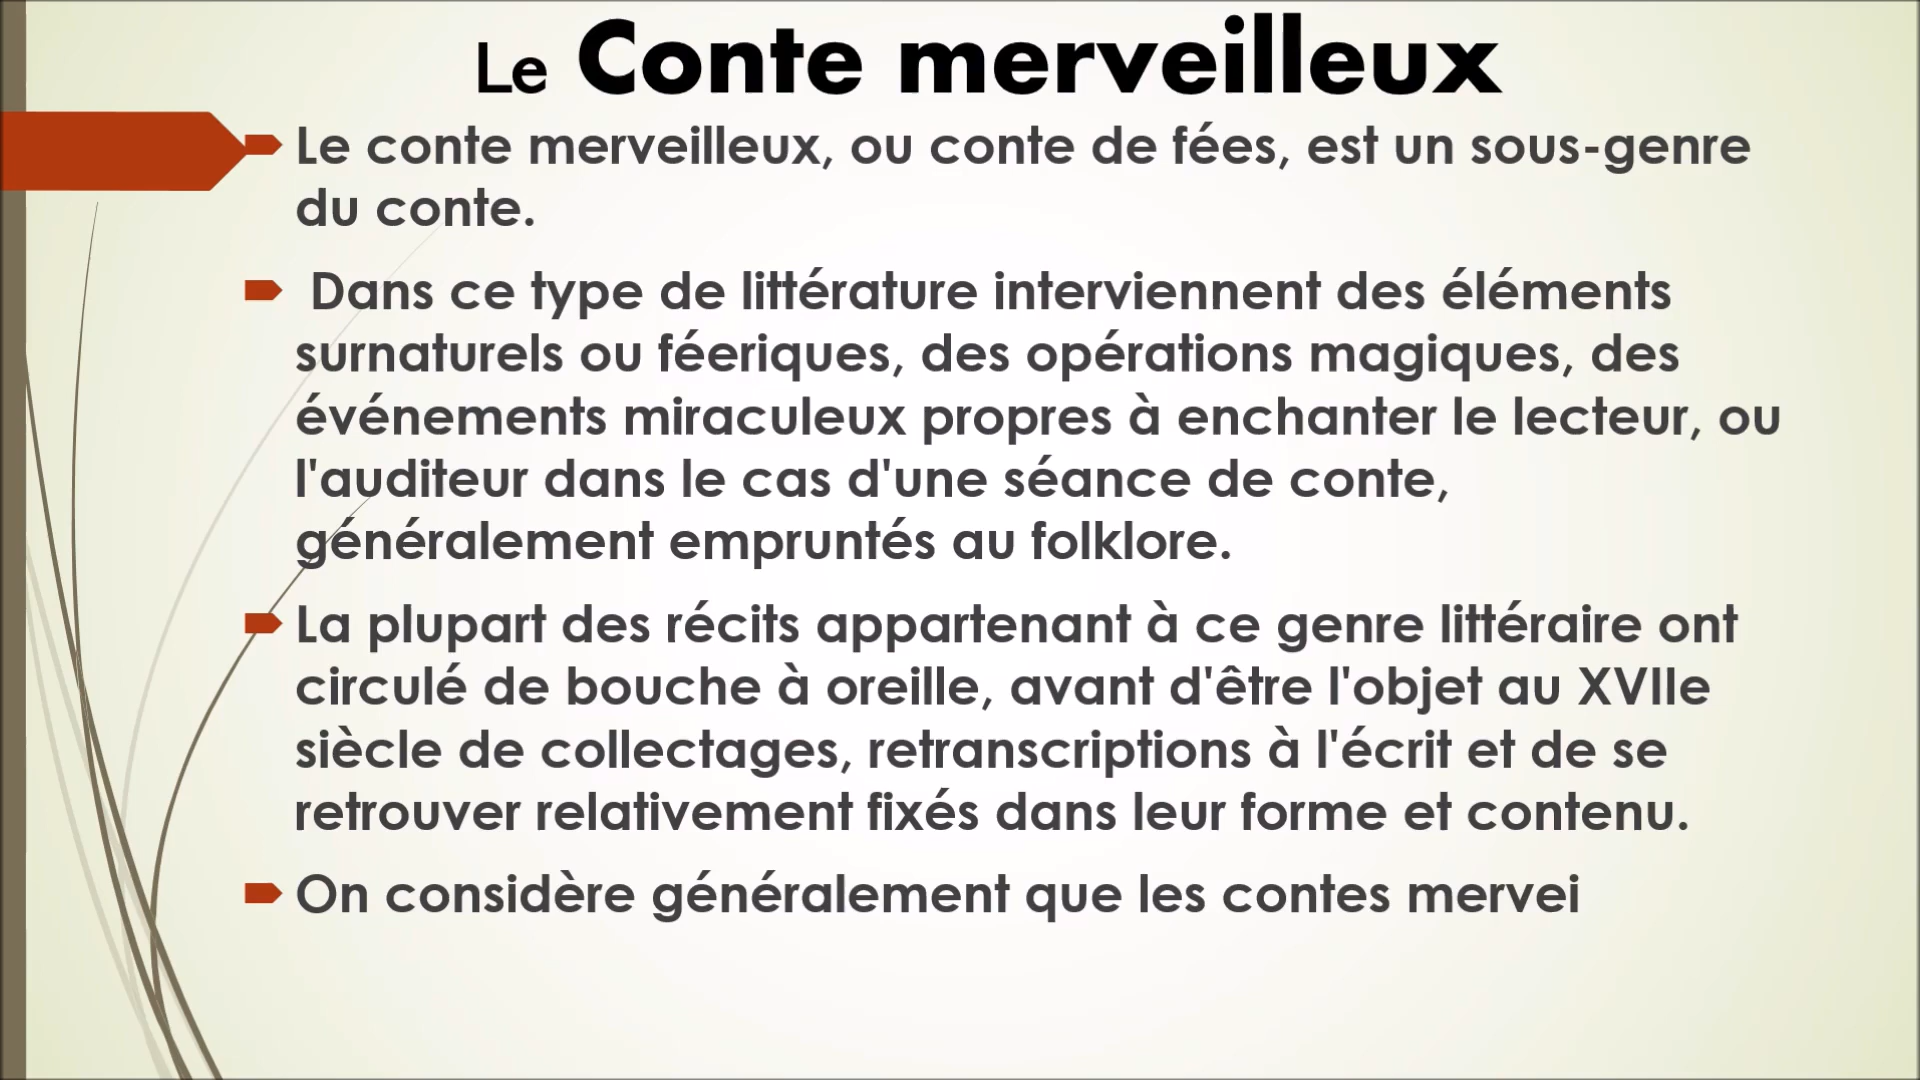 Le Conte merveilleux
Le conte merveilleux, ou conte de fées, est un sous-genre
du conte.
Dans ce type de littérature interviennent des éléments
surnaturels ou féeriques, des opérations magiques, des
événements miraculeux propres à enchanter le lecteur, ou
l'auditeur dans le cas d'une séance de conte,
généralement empruntés au folklore.
La plupart des récits appartenant à ce genre littéraire ont
circulé de bouche à oreille, avant d'être l'objet au XVIIe
siècle de collectages, retranscriptions à l'écrit et de se
retrouver relativement fixés dans leur forme et contenu.
On considère généralement que les contes mervei